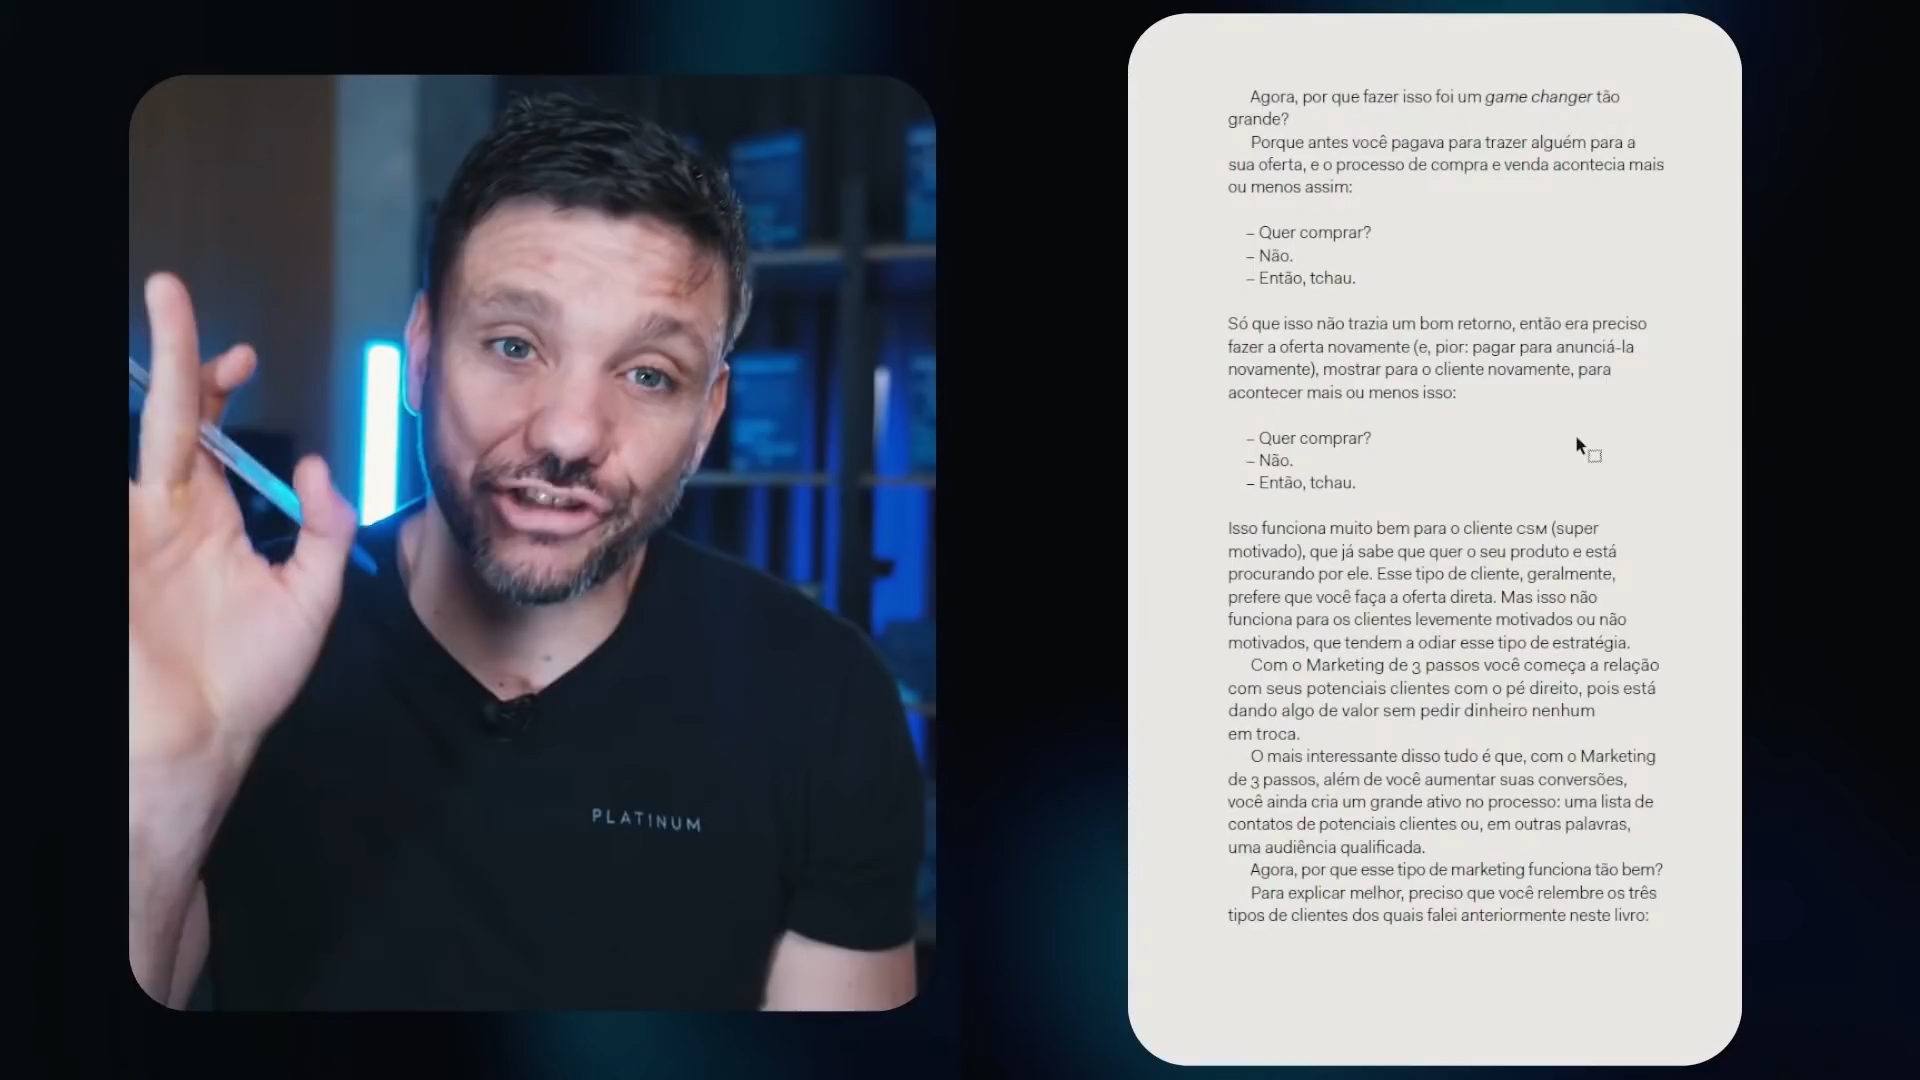 PLATINUM
Agora, por que fazer isso foi um game changer tão
grande?
Porque antes você pagava para trazer alguém para a
sua oferta, e o processo de compra e venda acontecia mais
ou menos assim:
– Quer comprar?
– Não.
– Então, tchau.
Só que isso não trazia um bom retorno, então era preciso
fazer a oferta novamente (e, pior: pagar para anunciá-la
novamente), mostrar para o cliente novamente, para
acontecer mais ou menos isso:
– Quer comprar?
– Não.
– Então, tchau.
Isso funciona muito bem para o cliente CSM (super
motivado), que já sabe que quer o seu produto e está
procurando por ele. Esse tipo de cliente, geralmente,
prefere que você faça a oferta direta. Mas isso não
funciona para os clientes levemente motivados ou não
motivados, que tendem a odiar esse tipo de estratégia.
Com o Marketing de 3 passos você começa a relação
com seus potenciais clientes com o pé direito, pois está
dando algo de valor sem pedir dinheiro nenhum
em troca.
O mais interessante disso tudo é que, com o Marketing
de 3 passos, além de você aumentar suas conversões,
você ainda cria um grande ativo no processo: uma lista de
contatos de potenciais clientes ou, em outras palavras,
uma audiência qualificada.
Agora, por que esse tipo de marketing funciona tão bem?
Para explicar melhor, preciso que você relembre os três
tipos de clientes dos quais falei anteriormente neste livro: